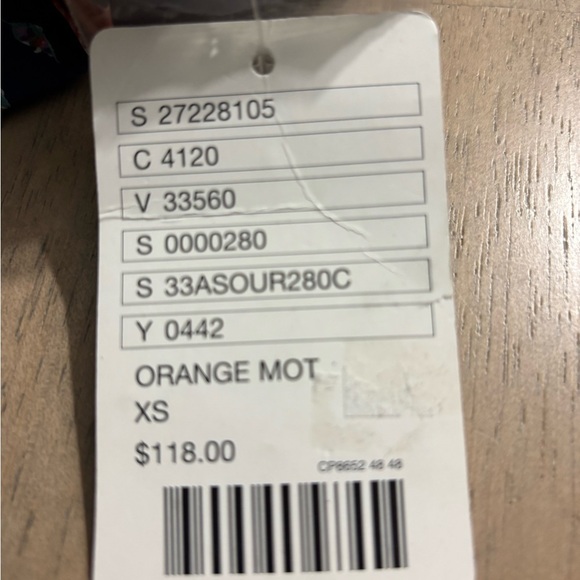 S 27228105
C 4120
V 33560
S 0000280
S 33ASOUR280C
Y 0442
ORANGE MOT
XS
$118.00
CP8652 48 48